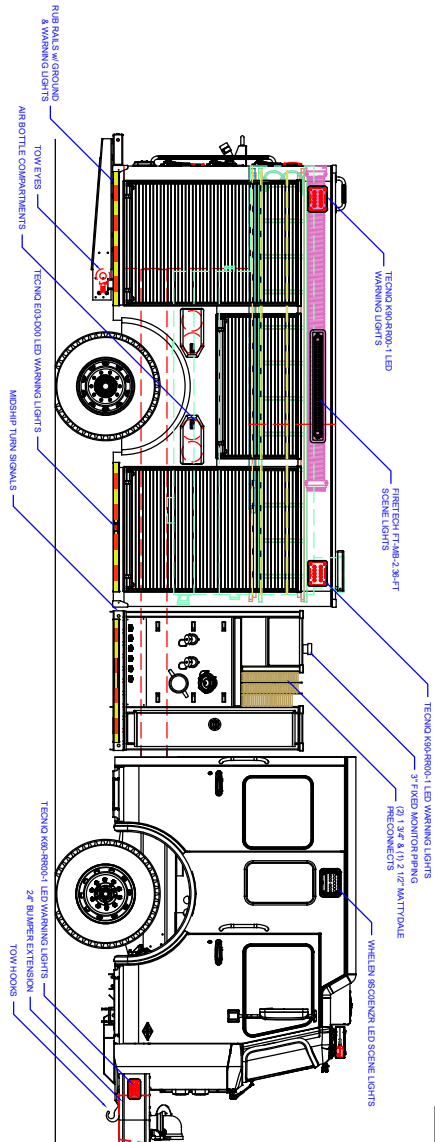 TECNIQ K90-RR00-1 LED
WARNING LIGHTS
FIRETECH FT-MB-2.36-FT
SCENE LIGHTS
TECNIQ K90-RR00-1 LED WARNING LIGHTS
3" FIXED MONITOR PIPING
(2) 1 3/4" & (1) 2 1/2" MATTYDALE
PRECONNECTS
WHELEN 9SC0ENZR LED SCENE LIGHTS
RUB RAILS w/ GROUND
& WARNING LIGHTS
TOW EYES
AIR BOTTLE COMPARTMENTS
TECNIQ E03-D00 LED WARNING LIGHTS
MIDSHIP TURN SIGNALS
TECNIQ K60-RR00-1 LED WARNING LIGHTS
24" BUMPER EXTENSION
TOW HOOKS